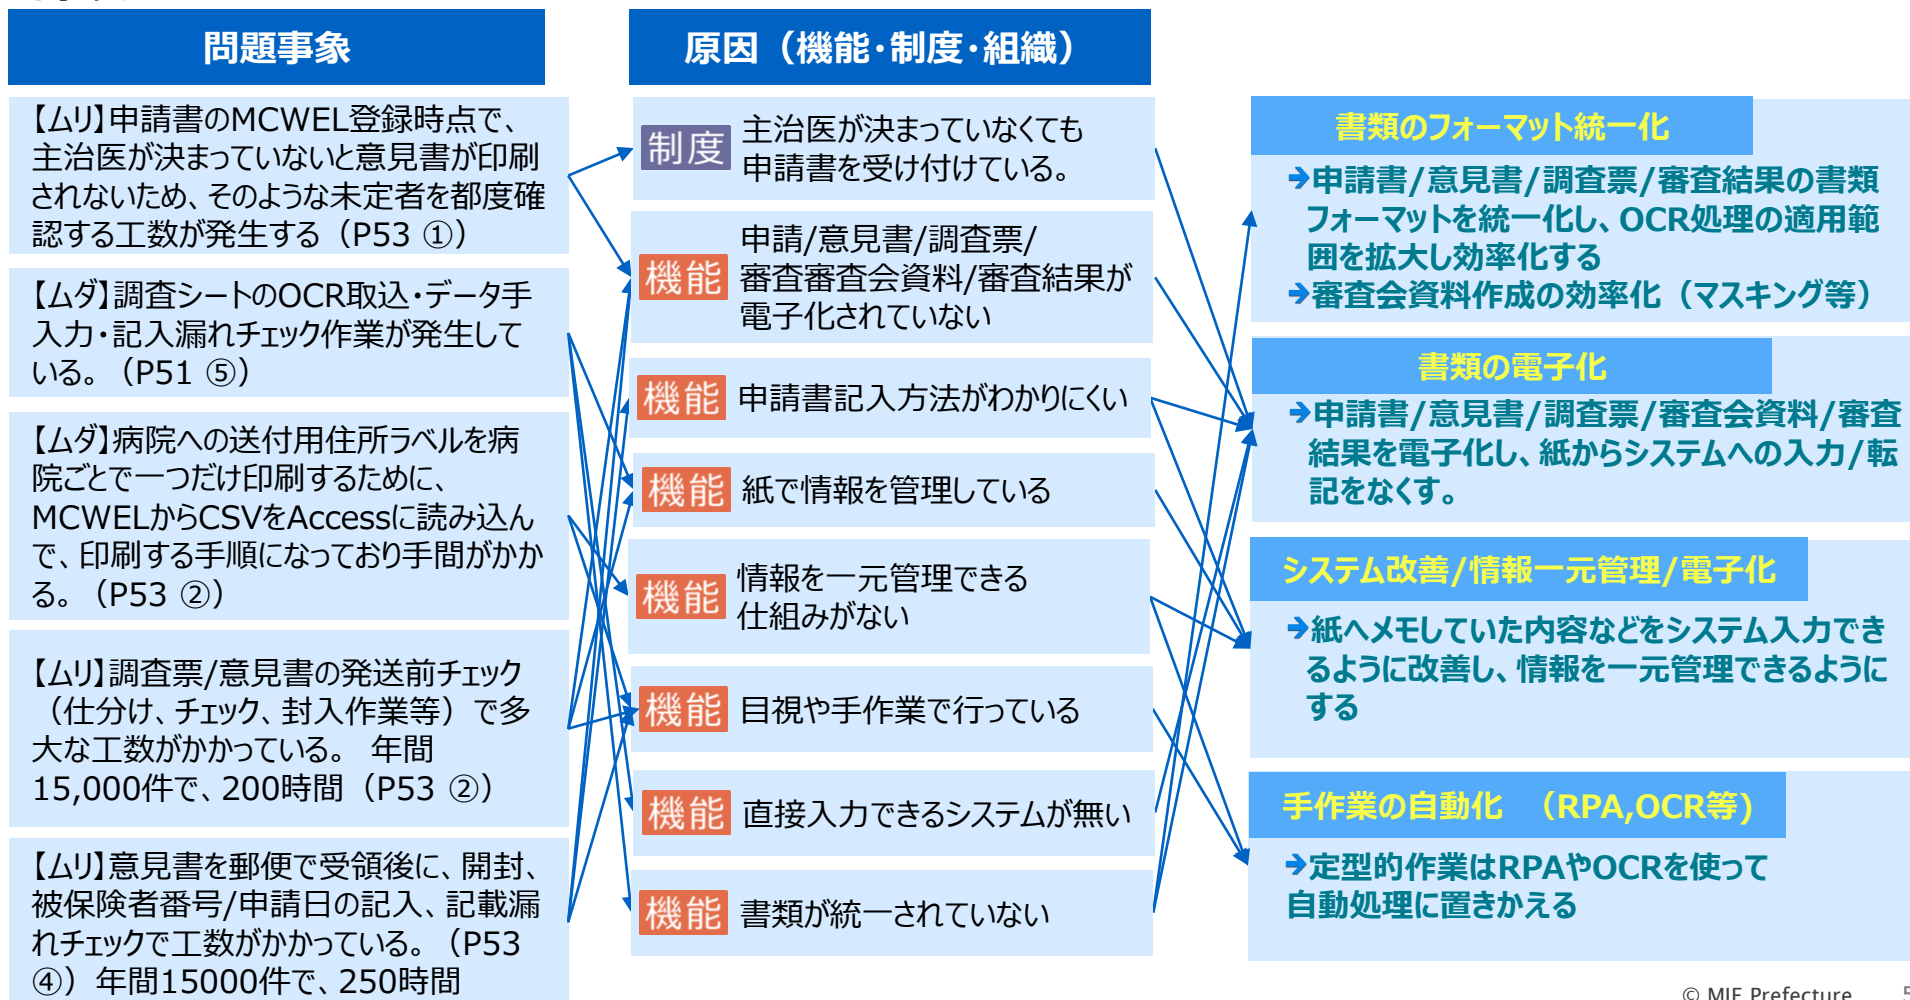 問題事象
【ムリ】申請書のMCWEL登録時点で、
主治医が決まっていないと意見書が印刷
されないため、そのような未定者を都度確
認する工数が発生する（P53 ①）
【ムダ】調査シートのOCR取込・データ手
入力・記入漏れチェック作業が発生して
いる。（P51 ⑤）
【ムダ】病院への送付用住所ラベルを病
院ごとで一つだけ印刷するために、
MCWELからCSVをAccessに読み込ん
で、印刷する手順になっており手間がかか
る。（P53 ②）
【ムリ】調査票/意見書の発送前チェック
（仕分け、チェック、封入作業等）で多
大な工数がかかっている。 年間
15,000件で、200時間（P53 ②）
【ムリ】意見書を郵便で受領後に、開封、
被保険者番号/申請日の記入、記載漏
れチェックで工数がかかっている。（P53
④）年間15000件で、250時間
原因（機能・制度・組織）
制度 主治医が決まっていなくても
申請書を受け付けている。
機能 申請/意見書/調査票/
審査審査会資料/審査結果が
電子化されていない
機能 申請書記入方法がわかりにくい
機能 紙で情報を管理している
機能 情報を一元管理できる
仕組みがない
機能 目視や手作業で行っている
機能 直接入力できるシステムが無い
機能 書類が統一されていない
書類のフォーマット統一化
➔申請書/意見書/調査票/審査結果の書類
フォーマットを統一化し、OCR処理の適用範
囲を拡大し効率化する
➔審査会資料作成の効率化（マスキング等）
書類の電子化
➔申請書/意見書/調査票/審査会資料/審査
結果を電子化し、紙からシステムへの入力/転
記をなくす。
システム改善/情報一元管理/電子化
➔紙へメモしていた内容などをシステム入力でき
るように改善し、情報を一元管理できるように
する
手作業の自動化 （RPA,OCR等)
➔定型的作業はRPAやOCRを使って
自動処理に置きかえる
© MIE Prefecture